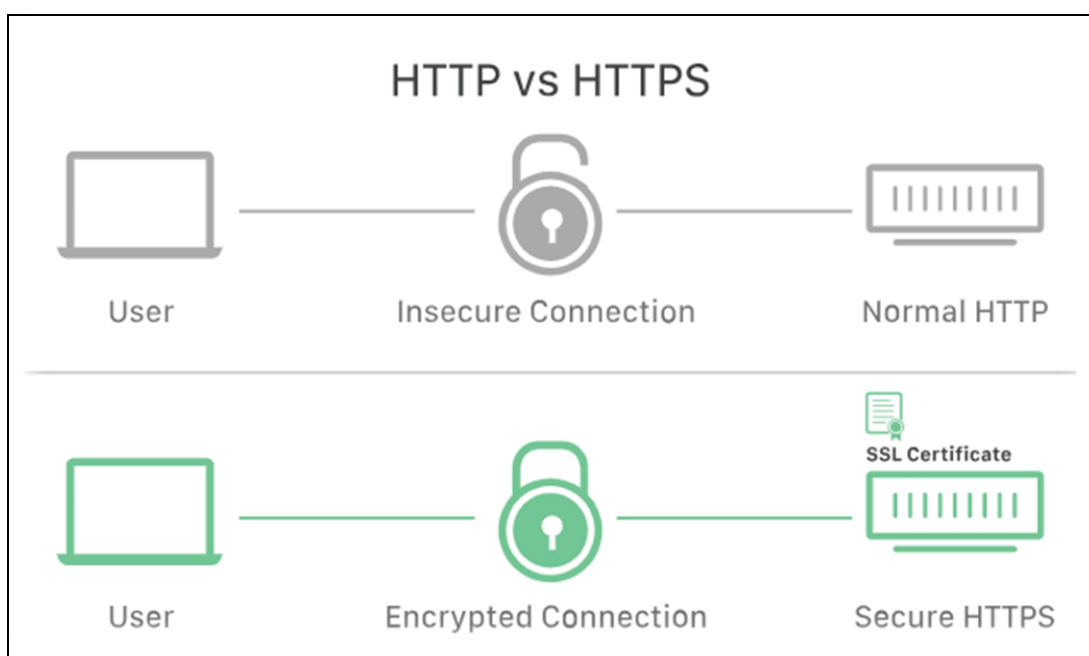 HTTP vs HTTPS
User
Insecure Connection
Normal HTTP
SSL Certificate
User
Encrypted Connection
Secure HTTPS